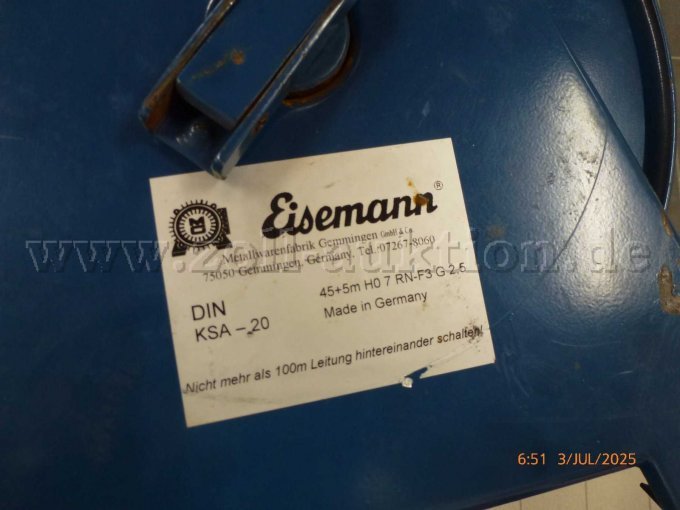 Eisemann®
Metallwarenfabrik Gemmingen GmbH & Co.
75050 Gemmingen, Germany, Tel. 07267-8060
www.zoll-auktion.de
DIN
KSA – 20
45+5m H0 7 RN-F3 G 2,5
Made in Germany
Nicht mehr als 100m Leitung hintereinander schalten!
6:51 3/JUL/2025